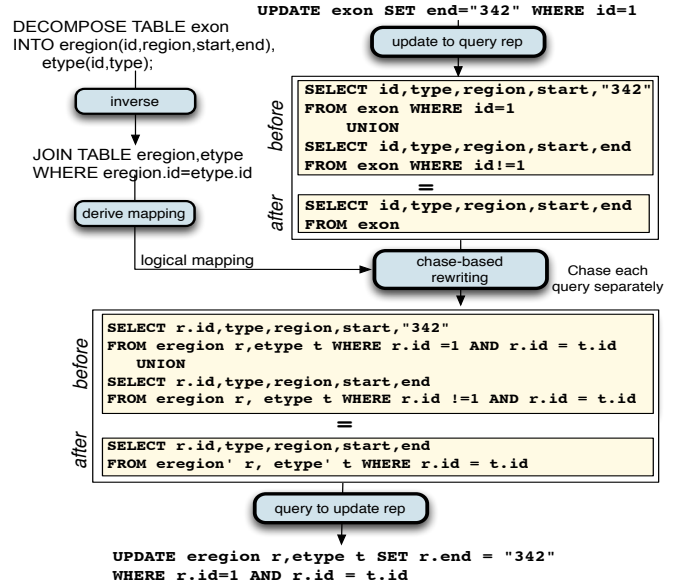 UPDATE exon SET end="342" WHERE id=1
DECOMPOSE TABLE exon
INTO eregion(id,region,start,end),
etype(id,type);
update to query rep
inverse
before
SELECT id,type,region,start,"342"
FROM exon WHERE id=1
UNION
SELECT id,type,region,start,end
FROM exon WHERE id!=1
=
after
SELECT id,type,region,start,end
FROM exon
JOIN TABLE eregion,etype
WHERE eregion.id=etype.id
derive mapping
logical mapping
chase-based
rewriting
Chase each
query separately
before
SELECT r.id,type,region,start,"342"
FROM eregion r,etype t WHERE r.id =1 AND r.id = t.id
UNION
SELECT r.id,type,region,start,end
FROM eregion r, etype t WHERE r.id !=1 AND r.id = t.id
=
after
SELECT r.id,type,region,start,end
FROM eregion' r, etype' t WHERE r.id = t.id
query to update rep
UPDATE eregion r,etype t SET r.end = "342"
WHERE r.id=1 AND r.id = t.id